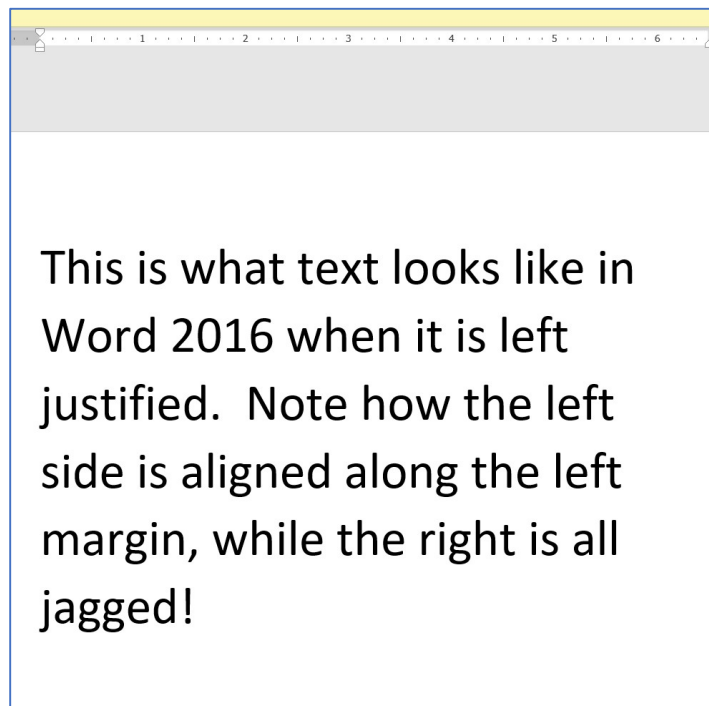 1 2 3 4 5 6
This is what text looks like in
Word 2016 when it is left
justified.  Note how the left
side is aligned along the left
margin, while the right is all
jagged!